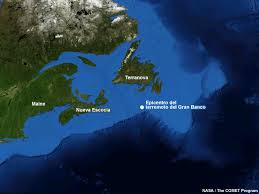 Terranova
Maine
Nueva Escocia
Epicentro del
terremoto del Gran Banco
NASA / The COMET Program